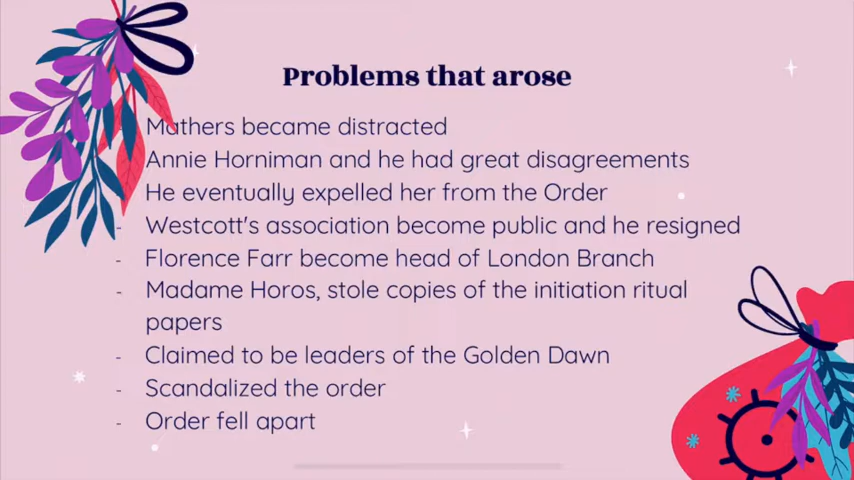 Problems that arose
- Mathers became distracted
Annie Horniman and he had great disagreements
He eventually expelled her from the Order
- Westcott's association become public and he resigned
- Florence Farr become head of London Branch
- Madame Horos, stole copies of the initiation ritual
papers
- Claimed to be leaders of the Golden Dawn
- Scandalized the order
- Order fell apart